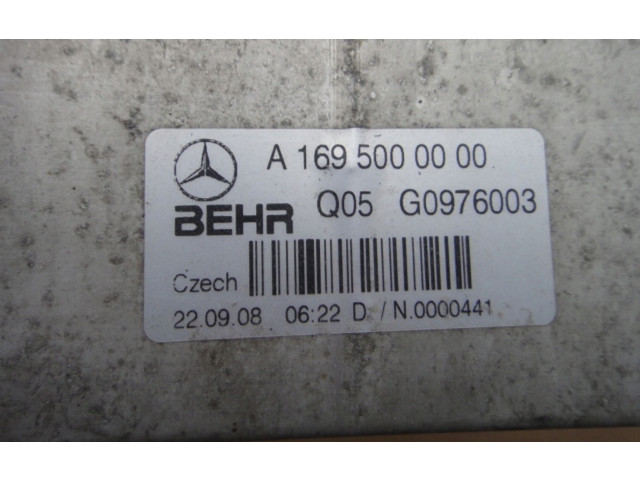 A 169 500 00 00
BEHR Q05 G0976003
Czech
22.09.08 06:22 D / N.0000441